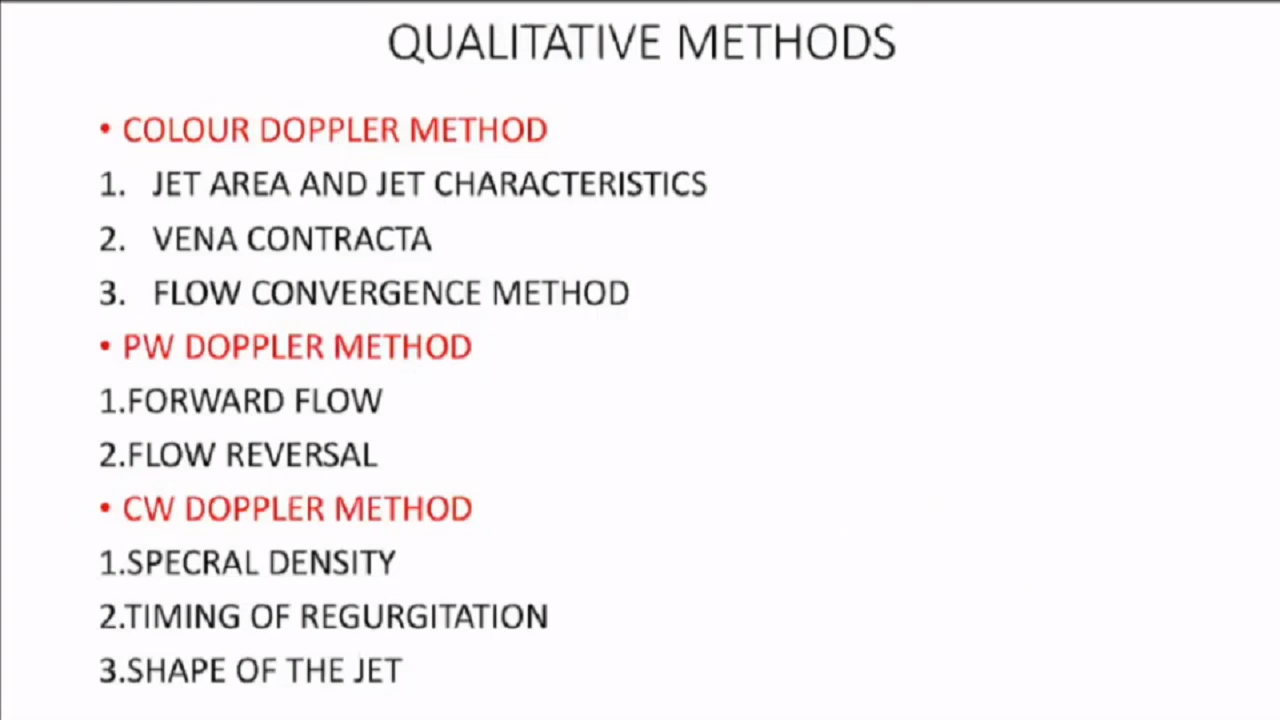 QUALITATIVE METHODS
• COLOUR DOPPLER METHOD
1. JET AREA AND JET CHARACTERISTICS
2. VENA CONTRACTA
3. FLOW CONVERGENCE METHOD
• PW DOPPLER METHOD
1.FORWARD FLOW
2.FLOW REVERSAL
• CW DOPPLER METHOD
1.SPECRAL DENSITY
2.TIMING OF REGURGITATION
3.SHAPE OF THE JET